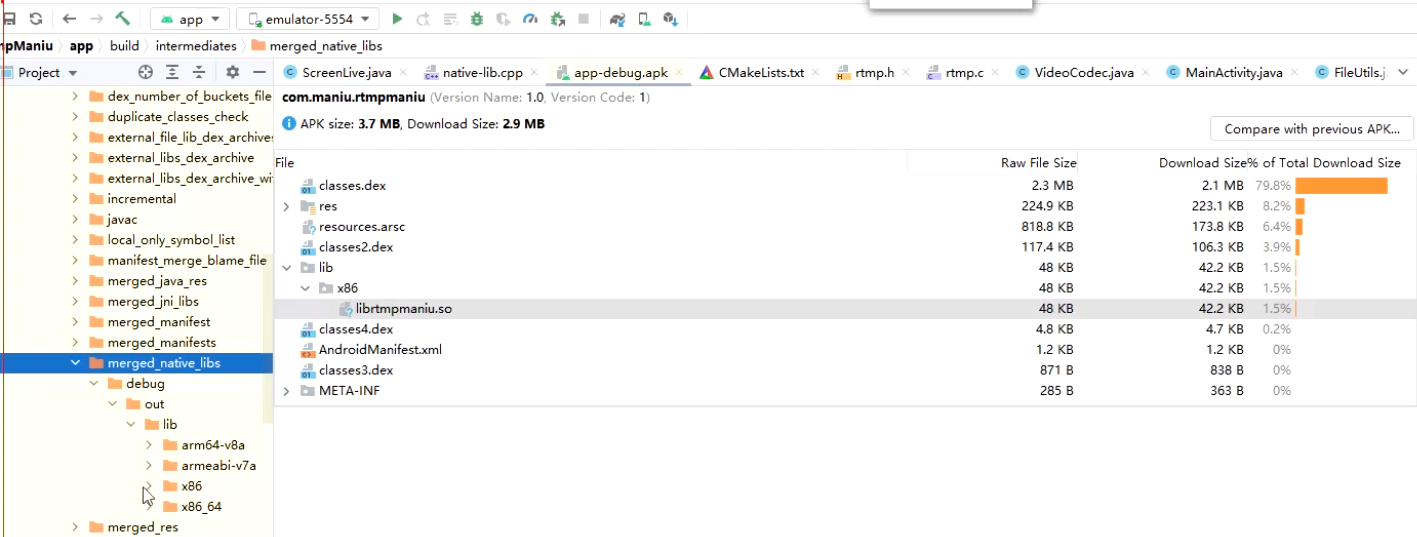 app
emulator-5554
app
build
intermediates
merged_native_libs
Project
ScreenLive.java
native-lib.cpp
app-debug.apk
CMakeLists.txt
rtmp.h
rtmp.c
VideoCodec.java
MainActivity.java
dex_number_of_buckets_file
duplicate_classes_check
external_file_lib_dex_archives
external_libs_dex_archive
incremental
javac
local_only_symbol_list
manifest_merge_blame_file
merged_java_res
merged_jni_libs
merged_manifest
merged_manifests
merged_native_libs
debug
out
lib
arm64-v8a
armeabi-v7a
x86
x86_64
merged_res
com.maniu.rtmpmaniu (Version Name: 1.0, Version Code: 1)
APK size: 3.7 MB, Download Size: 2.9 MB
Compare with previous APK...
File Raw File Size Download Size % of Total Download Size
classes.dex 2.3 MB 2.1 MB 79.8%
res 224.9 KB 223.1 KB 8.2%
resources.arsc 818.8 KB 173.8 KB 6.4%
classes2.dex 117.4 KB 106.3 KB 3.9%
lib 48 KB 42.2 KB 1.5%
x86 48 KB 42.2 KB 1.5%
librtmpmaniu.so 48 KB 42.2 KB 1.5%
classes4.dex 4.8 KB 4.7 KB 0.2%
AndroidManifest.xml 1.2 KB 1.2 KB 0%
classes3.dex 871 B 838 B 0%
META-INF 285 B 363 B 0%